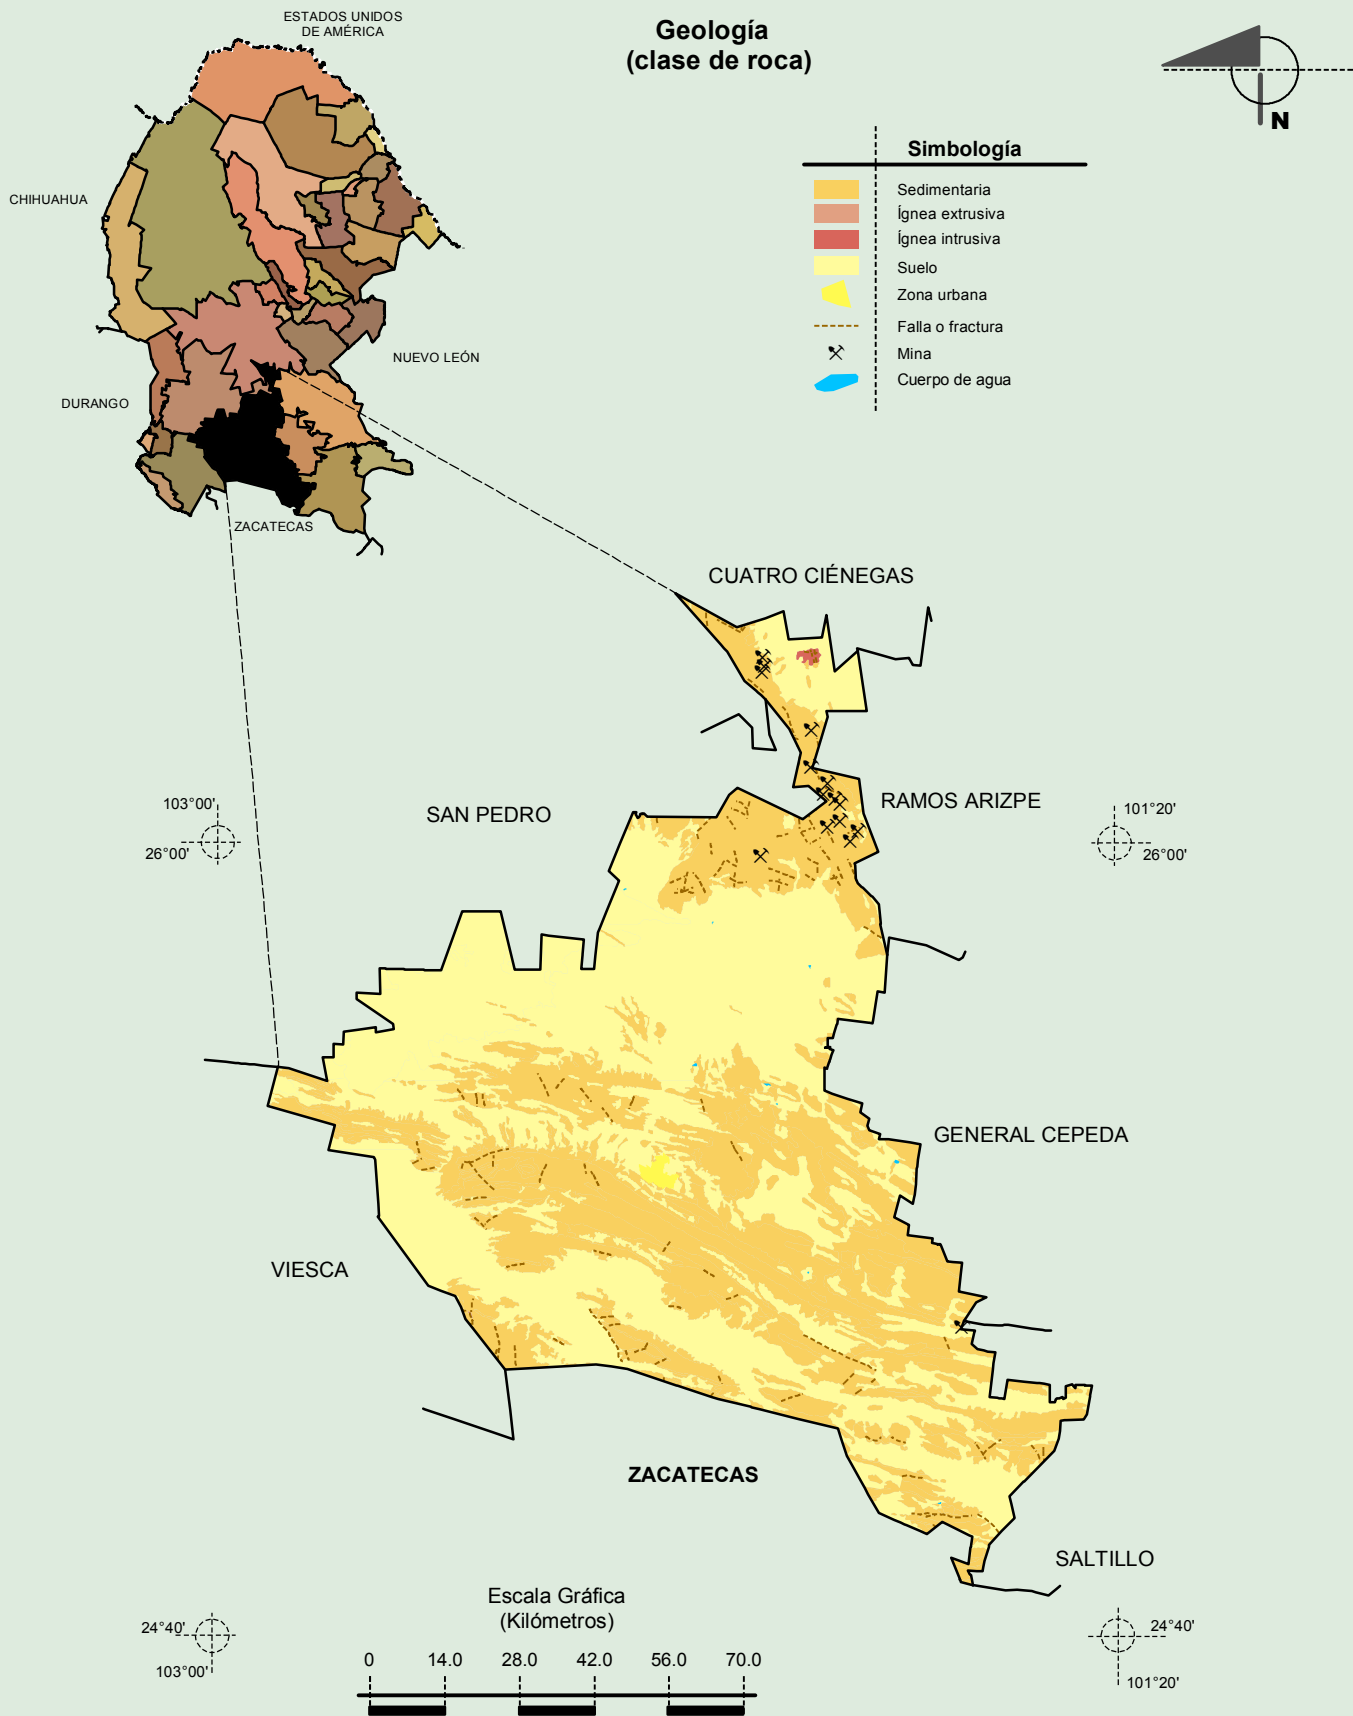 Geología
(clase de roca)
ESTADOS UNIDOS
DE AMÉRICA
CHIHUAHUA
NUEVO LEÓN
DURANGO
ZACATECAS
N
Simbología
Sedimentaria
Ígnea extrusiva
Ígnea intrusiva
Suelo
Zona urbana
Falla o fractura
Mina
Cuerpo de agua
CUATRO CIÉNEGAS
SAN PEDRO
RAMOS ARIZPE
103°00'
26°00'
101°20'
26°00'
GENERAL CEPEDA
VIESCA
ZACATECAS
SALTILLO
Escala Gráfica
(Kilómetros)
0 14.0 28.0 42.0 56.0 70.0
24°40'
103°00'
24°40'
101°20'